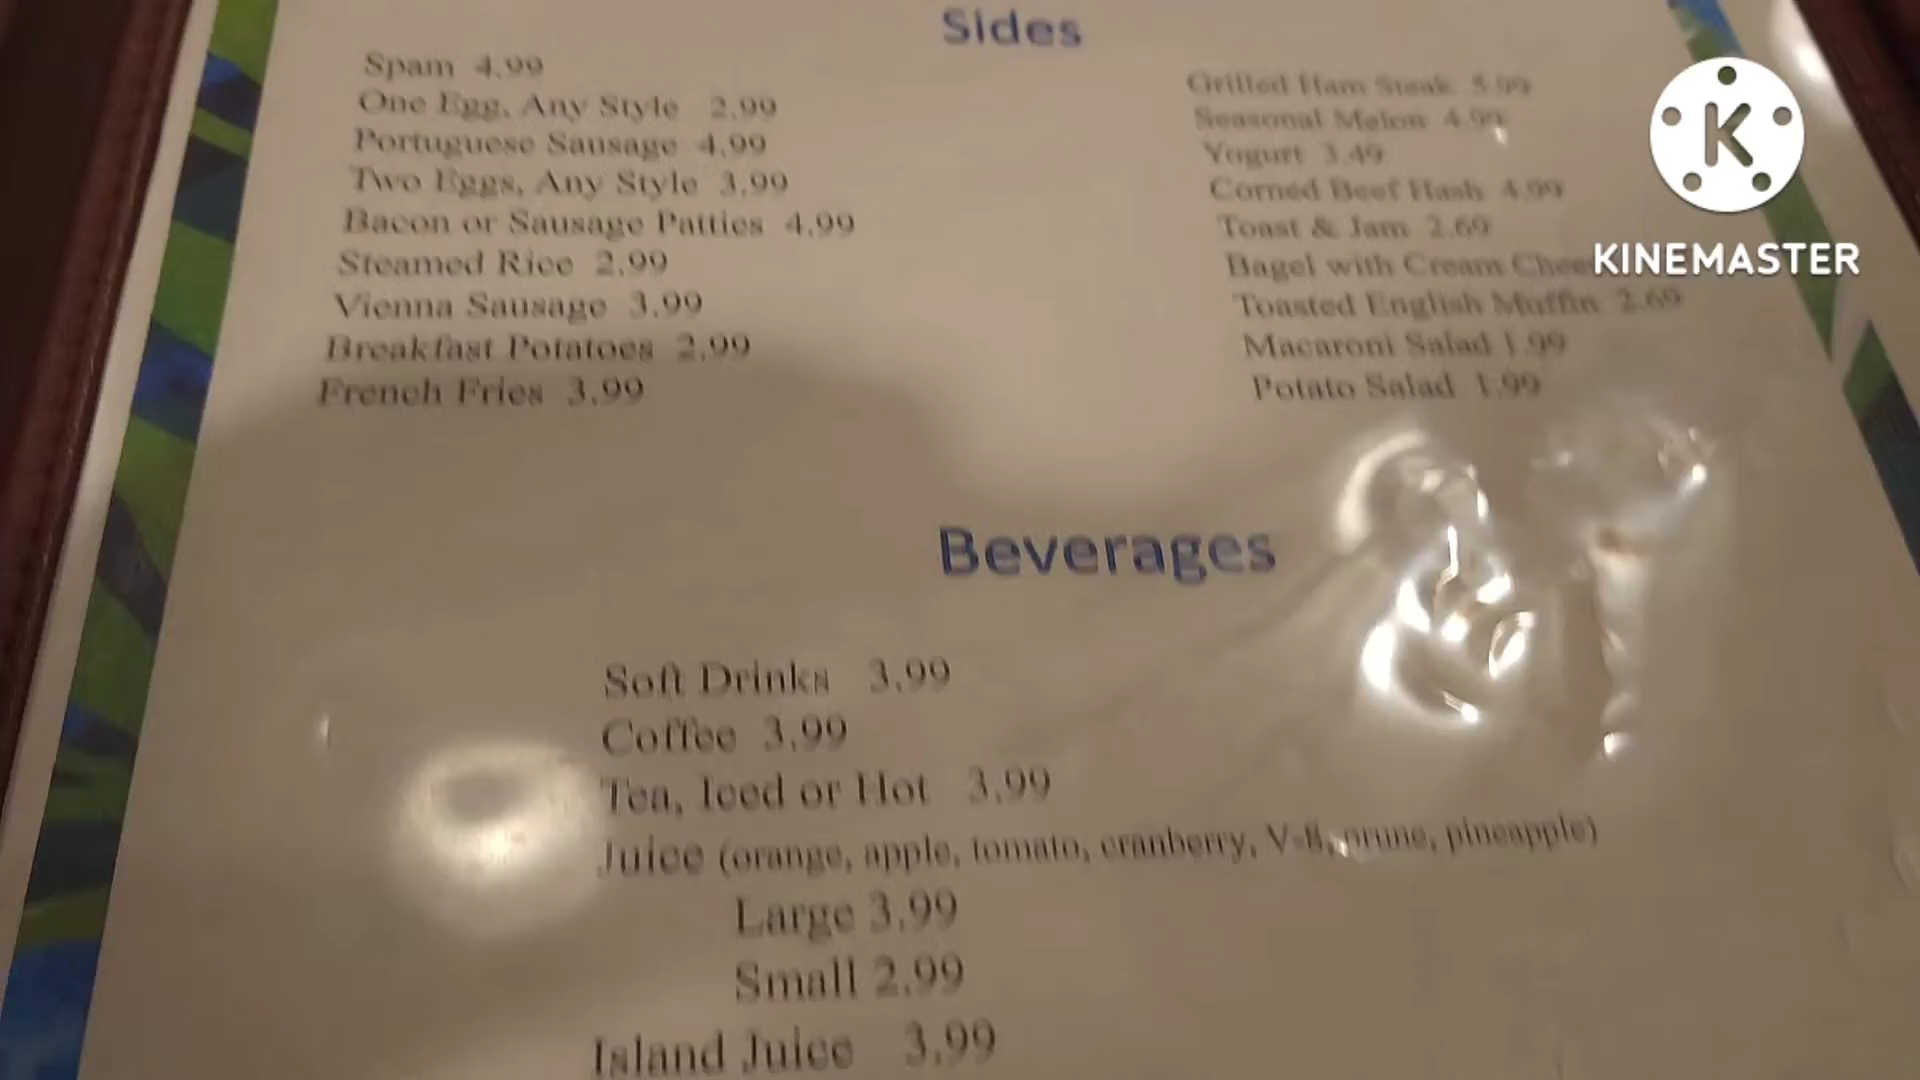 Sides
Spam 4.99
One Egg, Any Style 2.99
Portuguese Sausage 4.99
Two Eggs, Any Style 3.99
Bacon or Sausage Patties 4.99
Steamed Rice 2.99
Vienna Sausage 3.99
Breakfast Potatoes 2.99
French Fries 3.99
Grilled Ham Steak 5.99
Seasonal Melon 4.99
Yogurt 3.49
Corned Beef Hash 4.99
Toast & Jam 2.69
Bagel with Cream
Toasted English Muffin 2.69
Macaroni Salad 1.99
Potato Salad 1.99
K
KINEMASTER
Beverages
Soft Drinks 3.99
Coffee 3.99
Tea, Iced or Hot 3.99
Juice (orange, apple, tomato, cranberry, V-8, prune, pineapple)
Large 3.99
Small 2.99
Island Juice 3.99